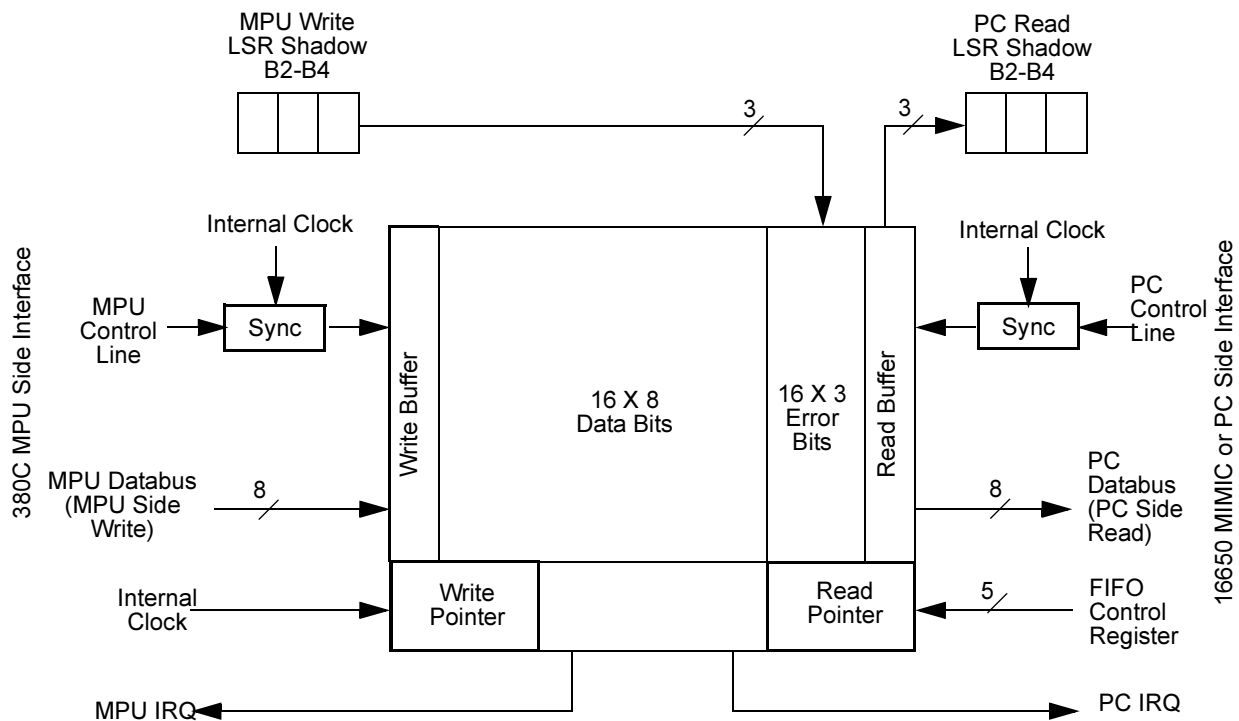 MPU Write
LSR Shadow
B2-B4
PC Read
LSR Shadow
B2-B4
3
3
Internal Clock
Internal Clock
380C MPU Side Interface
MPU
Control
Line
Sync
Write Buffer
16 X 8
Data Bits
16 X 3
Error
Bits
Read Buffer
Sync
PC
Control
Line
16650 MIMIC or PC Side Interface
MPU Databus
(MPU Side
Write)
8
8
PC
Databus
(PC Side
Read)
Internal
Clock
Write
Pointer
Read
Pointer
5
FIFO
Control
Register
MPU IRQ
PC IRQ